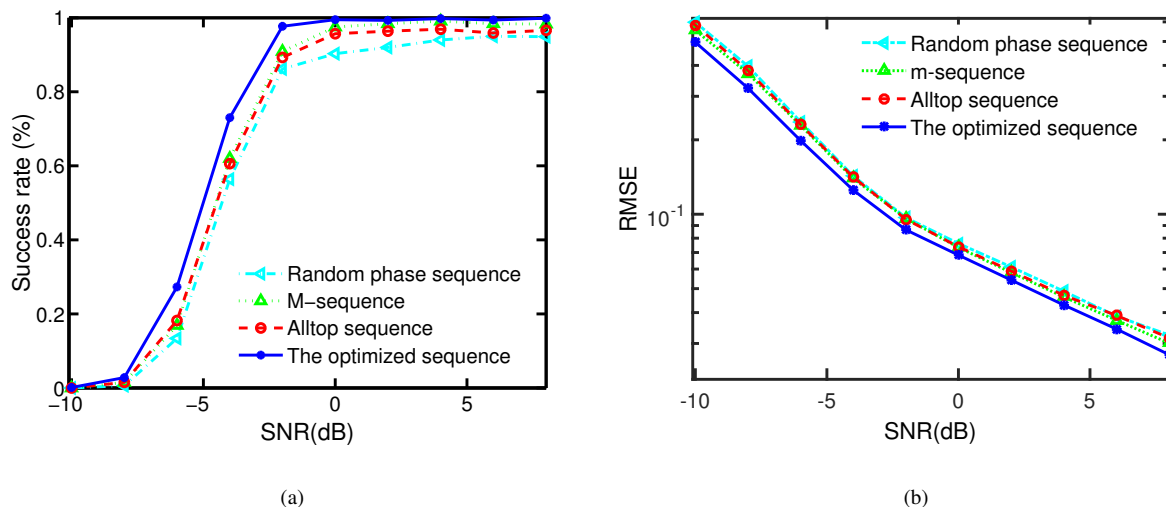 1
0.8
0.6
0.4
0.2
0
−10
−5
0
5
Success rate (%)
SNR(dB)
Random phase sequence
M−sequence
Alltop sequence
The optimized sequence
(a)
Random phase sequence
m-sequence
Alltop sequence
The optimized sequence
RMSE
10-1
-10
-5
0
5
SNR(dB)
(b)